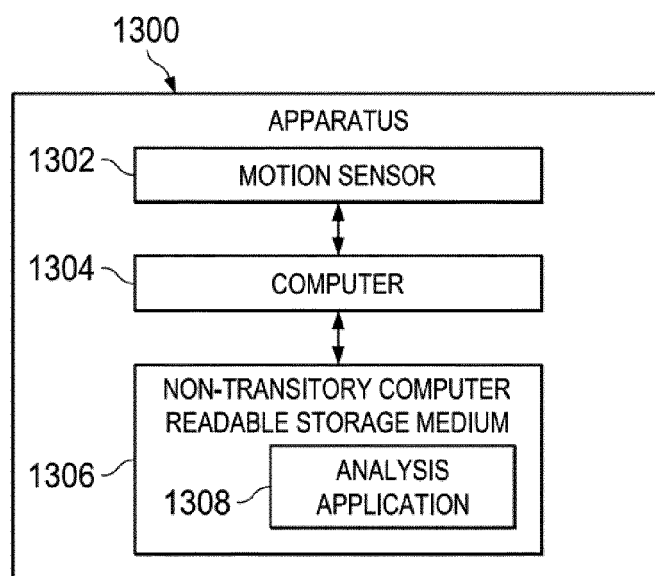 1300
APPARATUS
1302
MOTION SENSOR
1304
COMPUTER
NON-TRANSITORY COMPUTER
READABLE STORAGE MEDIUM
1306
1308
ANALYSIS
APPLICATION